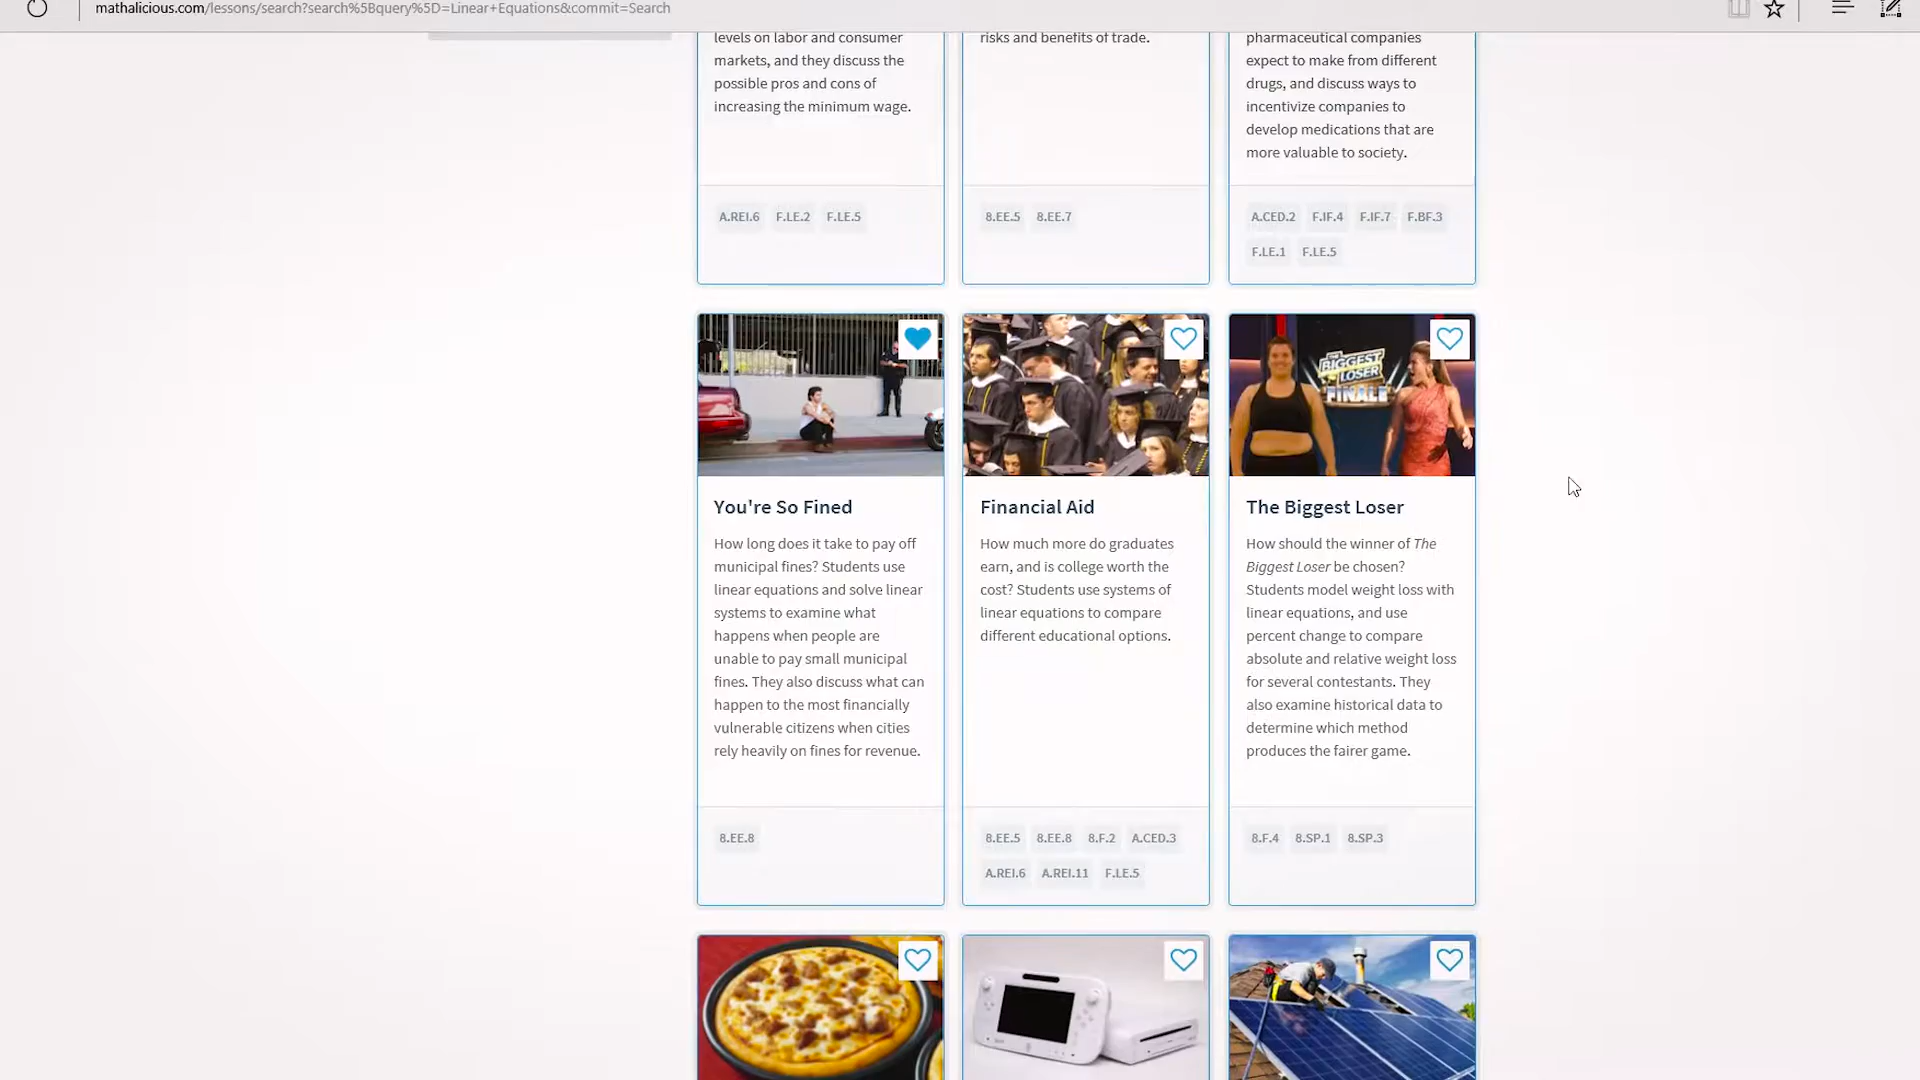 mathalicious.com/lessons/search?search%5Bquery%5D=Linear+Equations&commit=Search
levels on labor and consumer
markets, and they discuss the
possible pros and cons of
increasing the minimum wage.
A.REI.6 F.LE.2 F.LE.5
risks and benefits of trade.
8.EE.5 8.EE.7
pharmaceutical companies
expect to make from different
drugs, and discuss ways to
incentivize companies to
develop medications that are
more valuable to society.
A.CED.2 F.IF.4 F.IF.7 F.BF.3
F.LE.1 F.LE.5
You're So Fined
How long does it take to pay off
municipal fines? Students use
linear equations and solve linear
systems to examine what
happens when people are
unable to pay small municipal
fines. They also discuss what can
happen to the most financially
vulnerable citizens when cities
rely heavily on fines for revenue.
8.EE.8
Financial Aid
How much more do graduates
earn, and is college worth the
cost? Students use systems of
linear equations to compare
different educational options.
8.EE.5 8.EE.8 8.F.2 A.CED.3
A.REI.6 A.REI.11 F.LE.5
THE
BIGGEST
LOSER
FINALE
The Biggest Loser
How should the winner of The
Biggest Loser be chosen?
Students model weight loss with
linear equations, and use
percent change to compare
absolute and relative weight loss
for several contestants. They
also examine historical data to
determine which method
produces the fairer game.
8.F.4 8.SP.1 8.SP.3